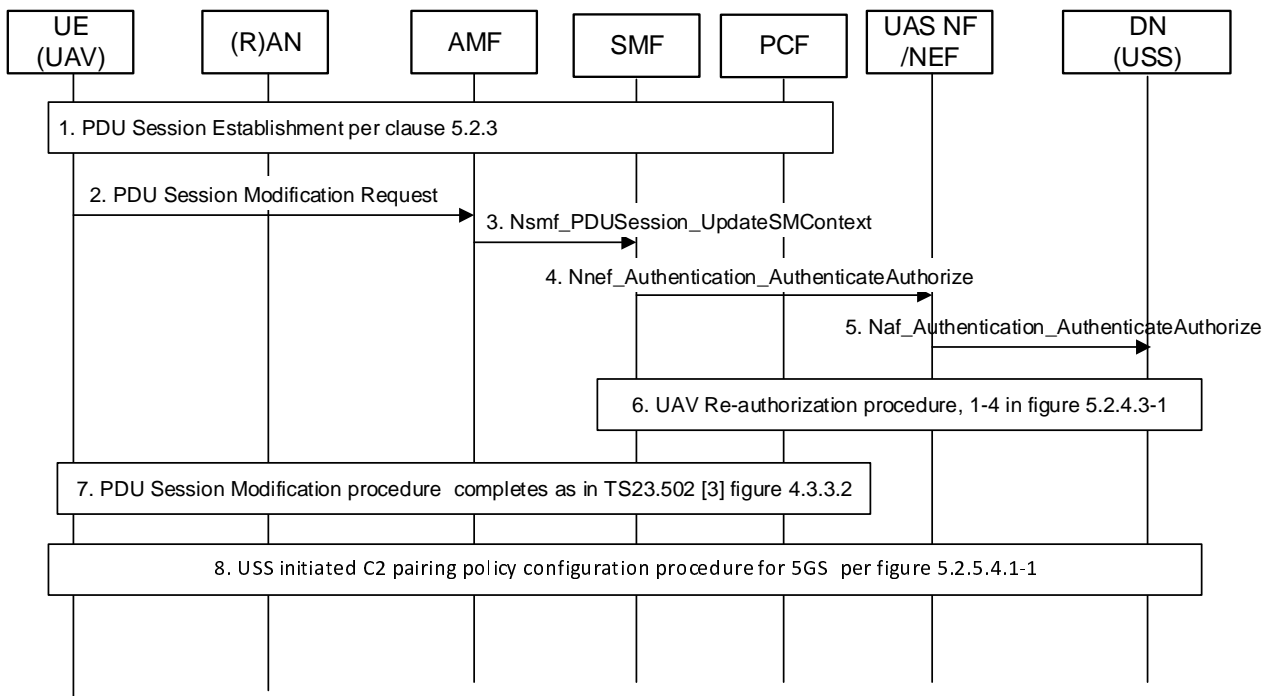 UE
(UAV)
(R)AN
AMF
SMF
PCF
UAS NF
/NEF
DN
(USS)
1. PDU Session Establishment per clause 5.2.3
2. PDU Session Modification Request
3. Nsmf_PDUSession_UpdateSMContext
4. Nnef_Authentication_AuthenticateAuthorize
5. Naf_Authentication_AuthenticateAuthorize
6. UAV Re-authorization procedure, 1-4 in figure 5.2.4.3-1
7. PDU Session Modification procedure completes as in TS23.502 [3] figure 4.3.3.2
8. USS initiated C2 pairing policy configuration procedure for 5GS per figure 5.2.5.4.1-1